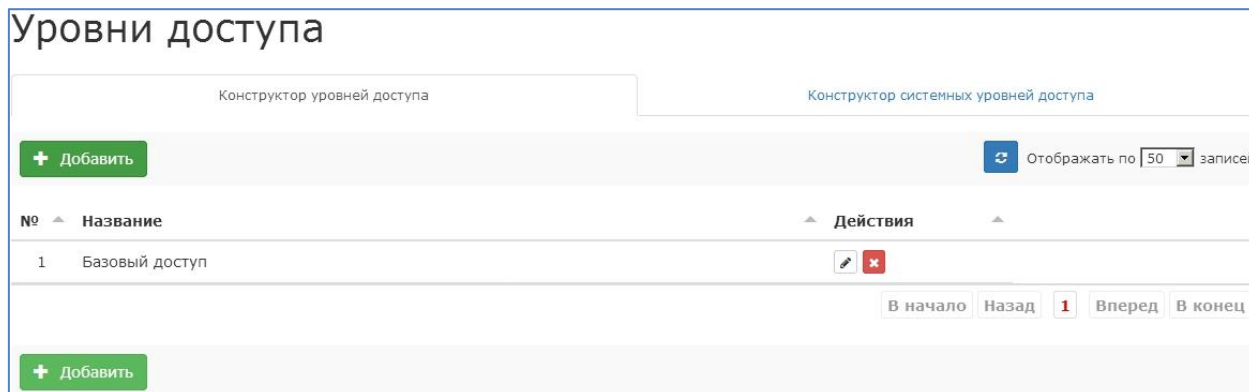 Уровни доступа
Конструктор уровней доступа Конструктор системных уровней доступа
Добавить Отображать по 50 записей
№ Название Действия
1 Базовый доступ
В начало Назад 1 Вперед В конец
Добавить